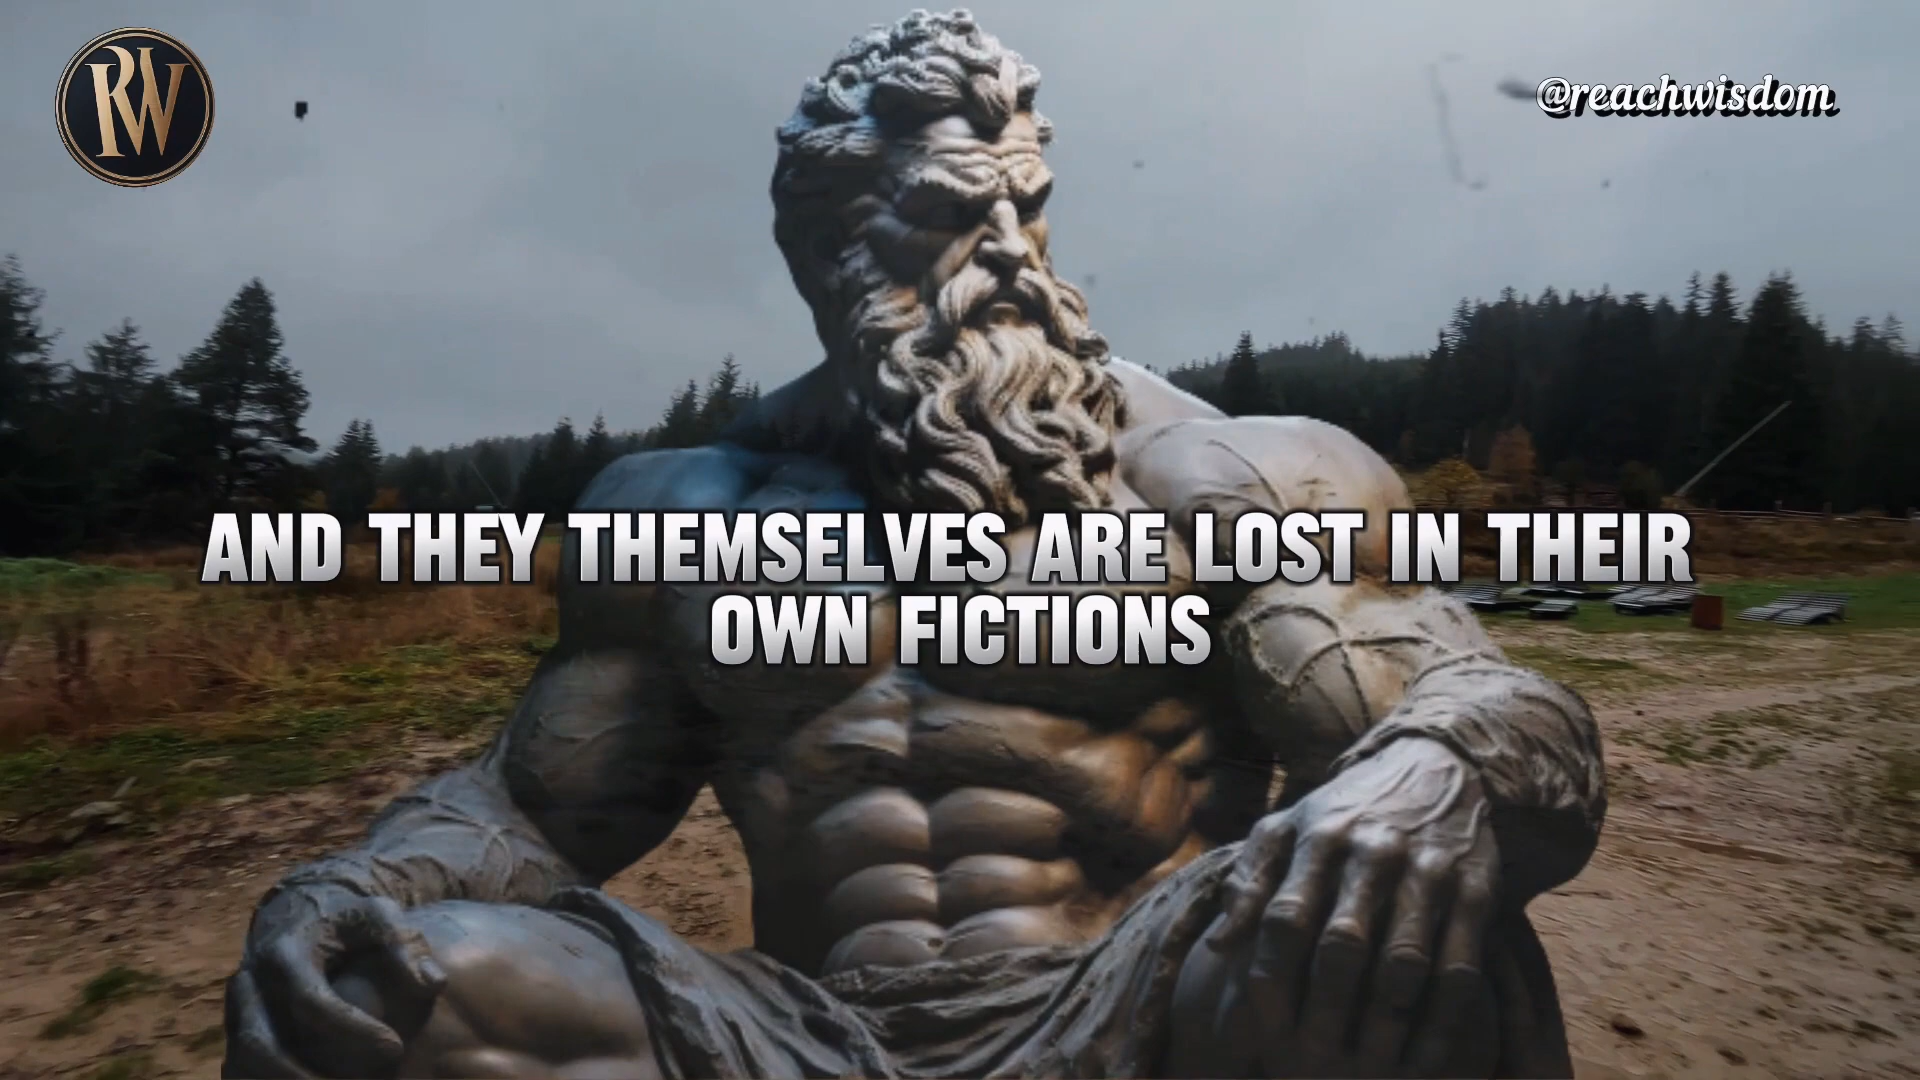 RW
@reachwisdom
AND THEY THEMSELVES ARE LOST IN THEIR
OWN FICTIONS